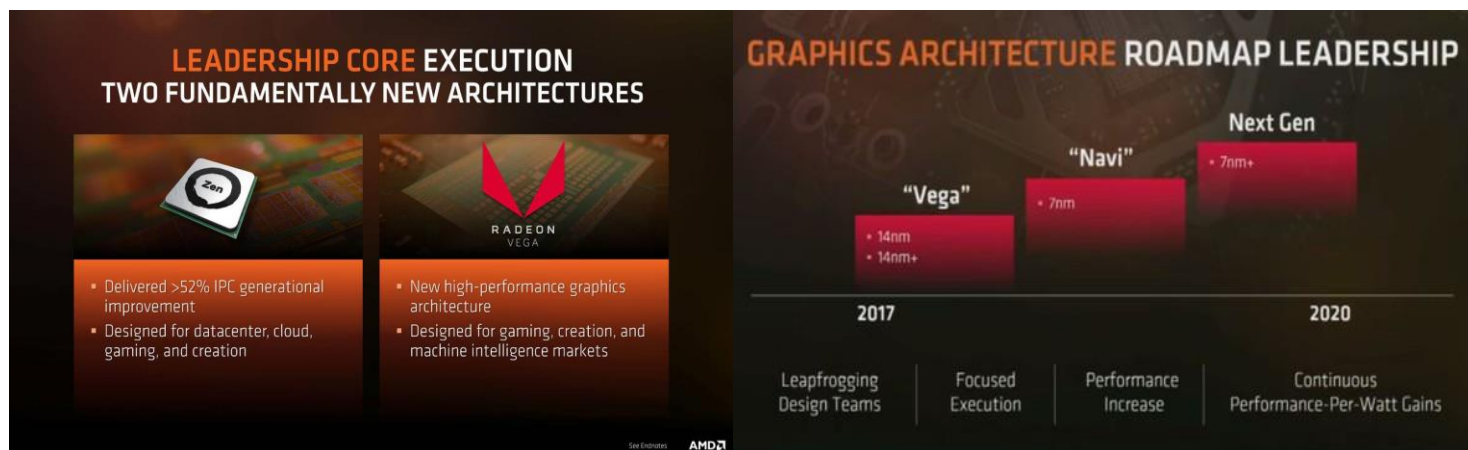 LEADERSHIP CORE EXECUTION
TWO FUNDAMENTALLY NEW ARCHITECTURES
Zen
RADEON
VEGA
▪ Delivered >52% IPC generational
improvement
▪ Designed for datacenter, cloud,
gaming, and creation
▪ New high-performance graphics
architecture
▪ Designed for gaming, creation, and
machine intelligence markets
See Endnotes
AMD
GRAPHICS ARCHITECTURE ROADMAP LEADERSHIP
"Vega"
▪ 14nm
▪ 14nm+
"Navi"
▪ 7nm
Next Gen
▪ 7nm+
2017
2020
Leapfrogging
Design Teams
Focused
Execution
Performance
Increase
Continuous
Performance-Per-Watt Gains